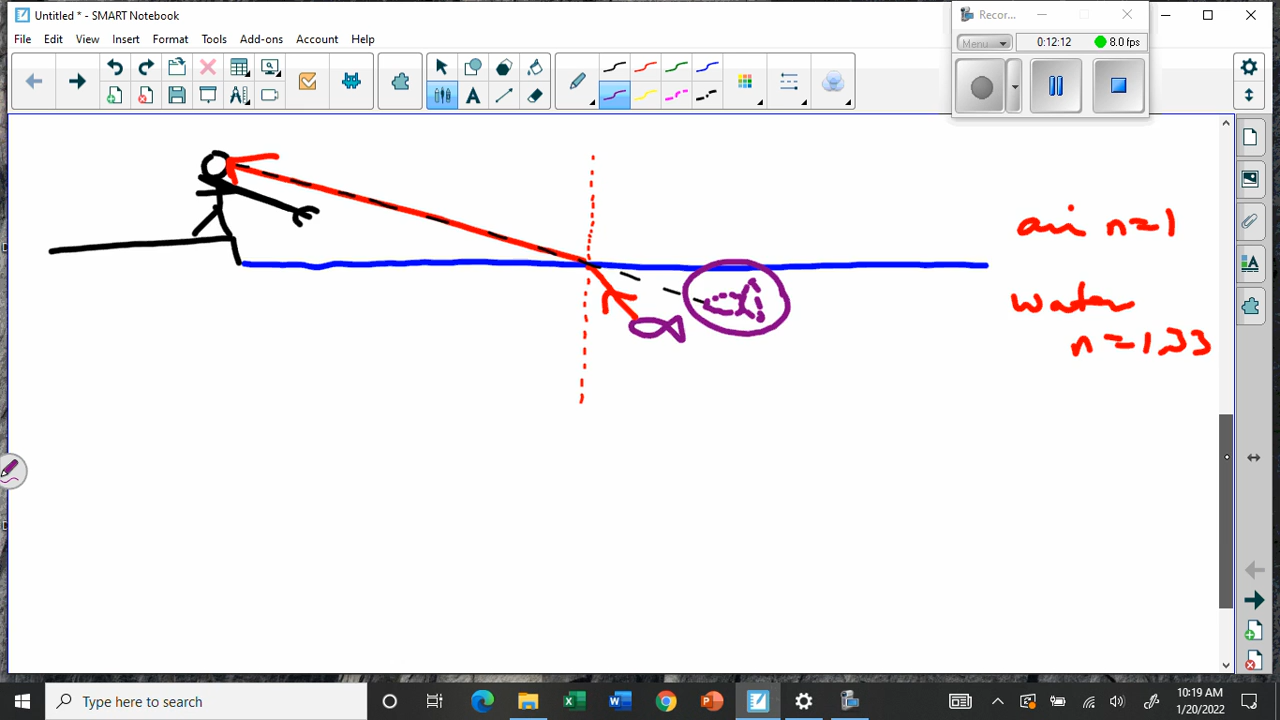 Untitled * - SMART Notebook
Recor...
File Edit View Insert Format Tools Add-ons Account Help
Menu
0:12:12
8.0 fps
air n=1
water
n=1.33
Type here to search
10:19 AM
1/20/2022